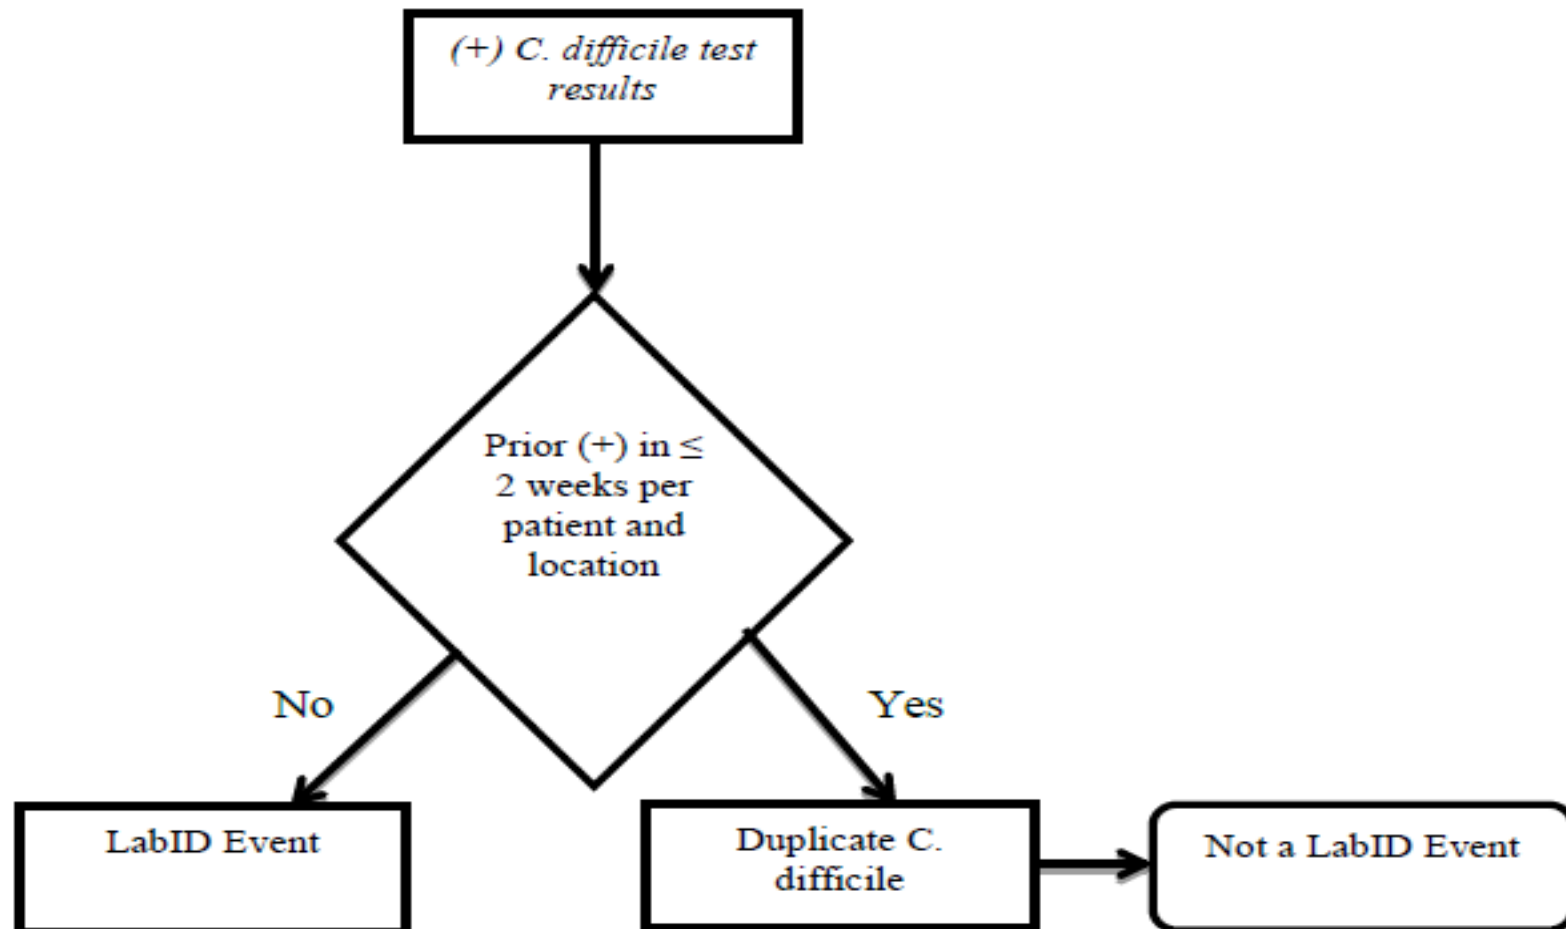 (+) C. difficile test
results
Prior (+) in ≤
2 weeks per
patient and
location
No
Yes
LabID Event
Duplicate C.
difficile
Not a LabID Event